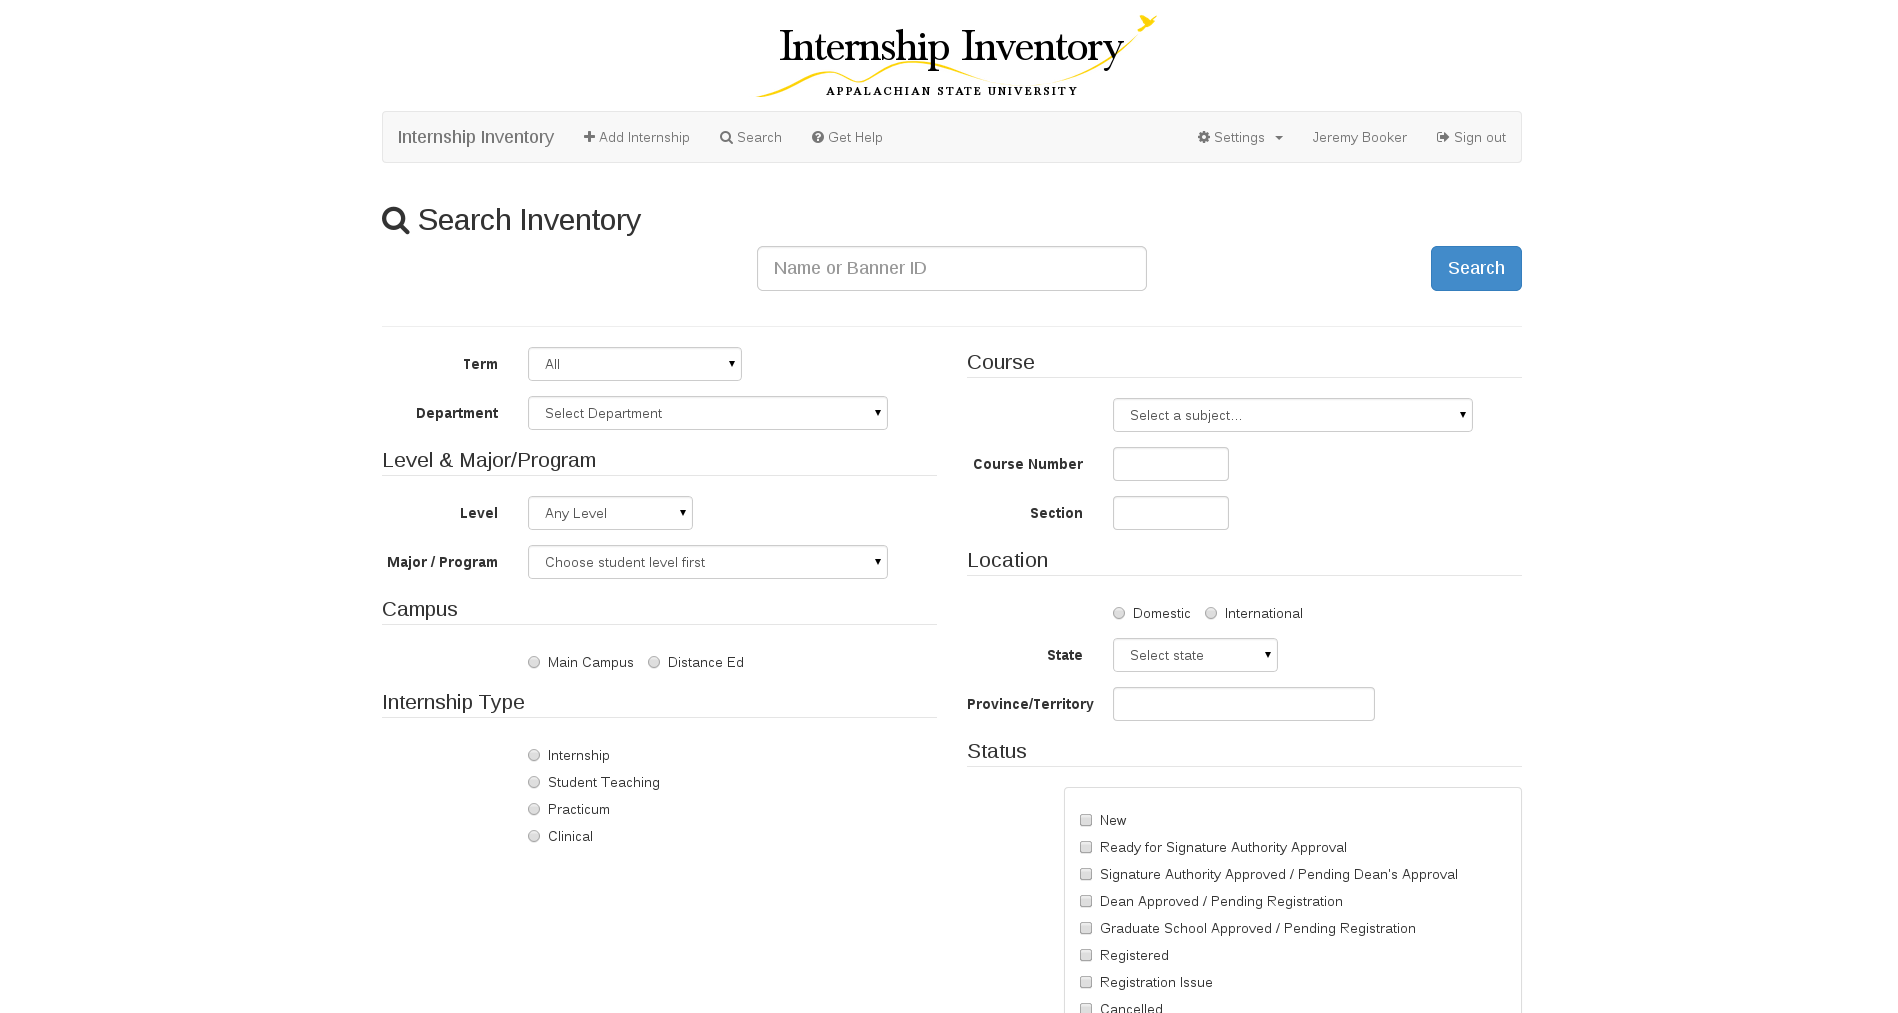 Internship Inventory
APPALACHIAN STATE UNIVERSITY
Internship Inventory Add Internship Search Get Help Settings Jeremy Booker Sign out
Search Inventory
Name or Banner ID Search
Term All
Department Select Department
Level & Major/Program
Level Any Level
Major / Program Choose student level first
Campus
Main Campus Distance Ed
Internship Type
Internship
Student Teaching
Practicum
Clinical
Course
Select a subject...
Course Number
Section
Location
Domestic International
State Select state
Province/Territory
Status
New
Ready for Signature Authority Approval
Signature Authority Approved / Pending Dean's Approval
Dean Approved / Pending Registration
Graduate School Approved / Pending Registration
Registered
Registration Issue
Cancelled